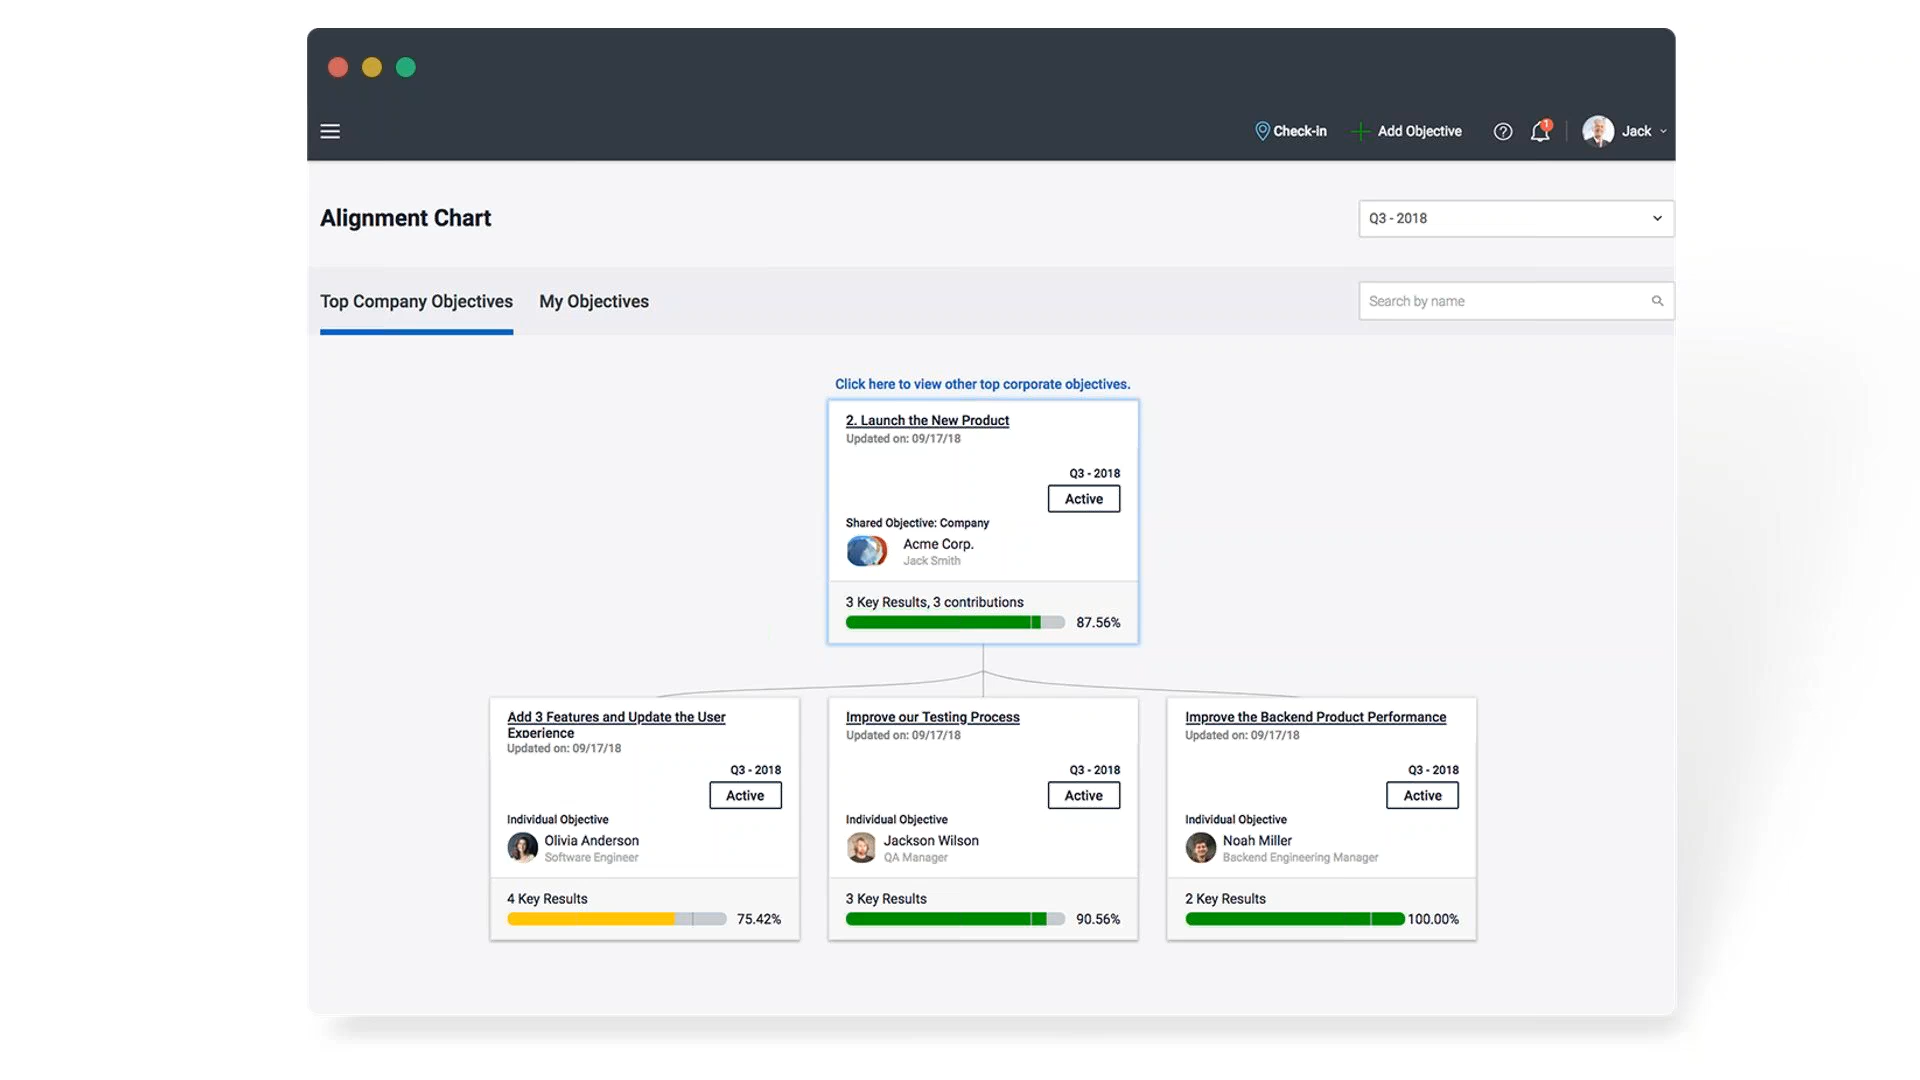 Check-in
Add Objective
1
Jack
Alignment Chart
Q3 - 2018
Top Company Objectives
My Objectives
Search by name
Click here to view other top corporate objectives.
2. Launch the New Product
Updated on: 09/17/18
Q3 - 2018
Active
Shared Objective: Company
Acme Corp.
Jack Smith
3 Key Results, 3 contributions
87.56%
Add 3 Features and Update the User
Experience
Updated on: 09/17/18
Q3 - 2018
Active
Individual Objective
Olivia Anderson
Software Engineer
4 Key Results
75.42%
Improve our Testing Process
Updated on: 09/17/18
Q3 - 2018
Active
Individual Objective
Jackson Wilson
QA Manager
3 Key Results
90.56%
Improve the Backend Product Performance
Updated on: 09/17/18
Q3 - 2018
Active
Individual Objective
Noah Miller
Backend Engineering Manager
2 Key Results
100.00%